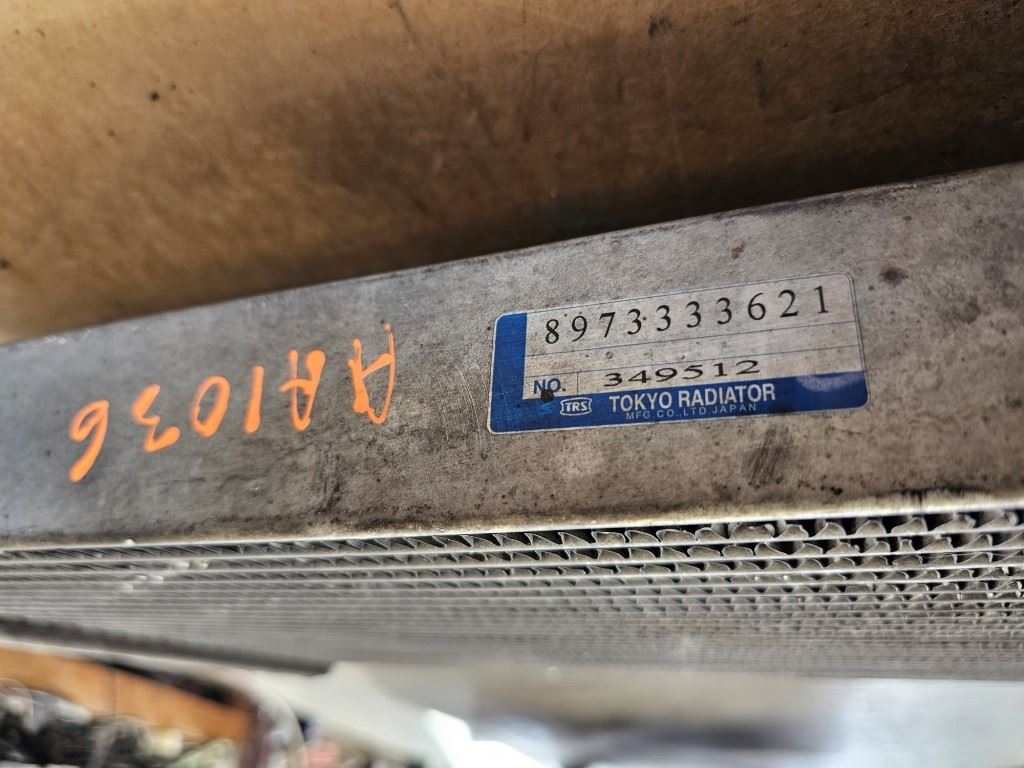 8973333621
NO. 349512
TRS TOKYO RADIATOR
MFG CO.,LTD.JAPAN
AA1036